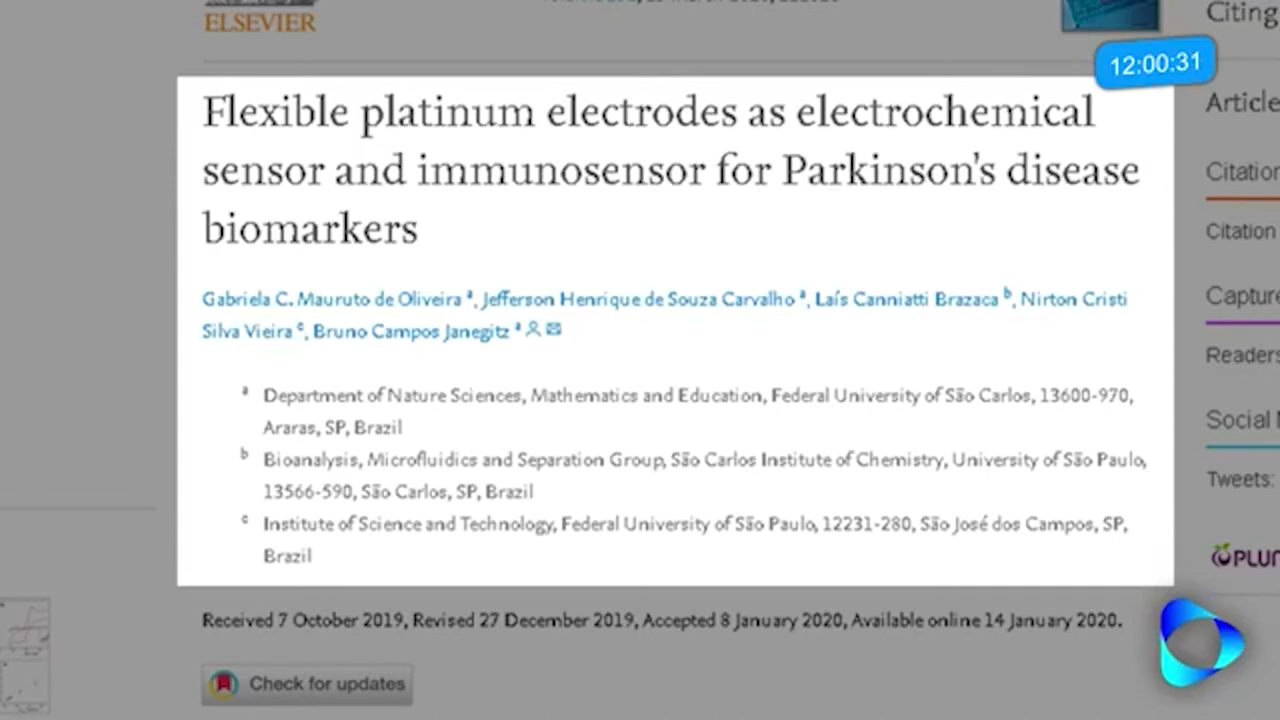 ELSEVIER
Citing
12:00:31
Flexible platinum electrodes as electrochemical
sensor and immunosensor for Parkinson's disease
biomarkers
Article
Citation
Citation
Capture
Readers
Social
Tweets:
Gabriela C. Mauruto de Oliveira ª, Jefferson Henrique de Souza Carvalho ª, Laís Canniatti Brazaca ᵇ, Nirton Cristi
Silva Vieira ᶜ, Bruno Campos Janegitz ª
ª Department of Nature Sciences, Mathematics and Education, Federal University of São Carlos, 13600-970,
Araras, SP, Brazil
ᵇ Bioanalysis, Microfluidics and Separation Group, São Carlos Institute of Chemistry, University of São Paulo,
13566-590, São Carlos, SP, Brazil
ᶜ Institute of Science and Technology, Federal University of São Paulo, 12231-280, São José dos Campos, SP,
Brazil
Received 7 October 2019, Revised 27 December 2019, Accepted 8 January 2020, Available online 14 January 2020.
Check for updates